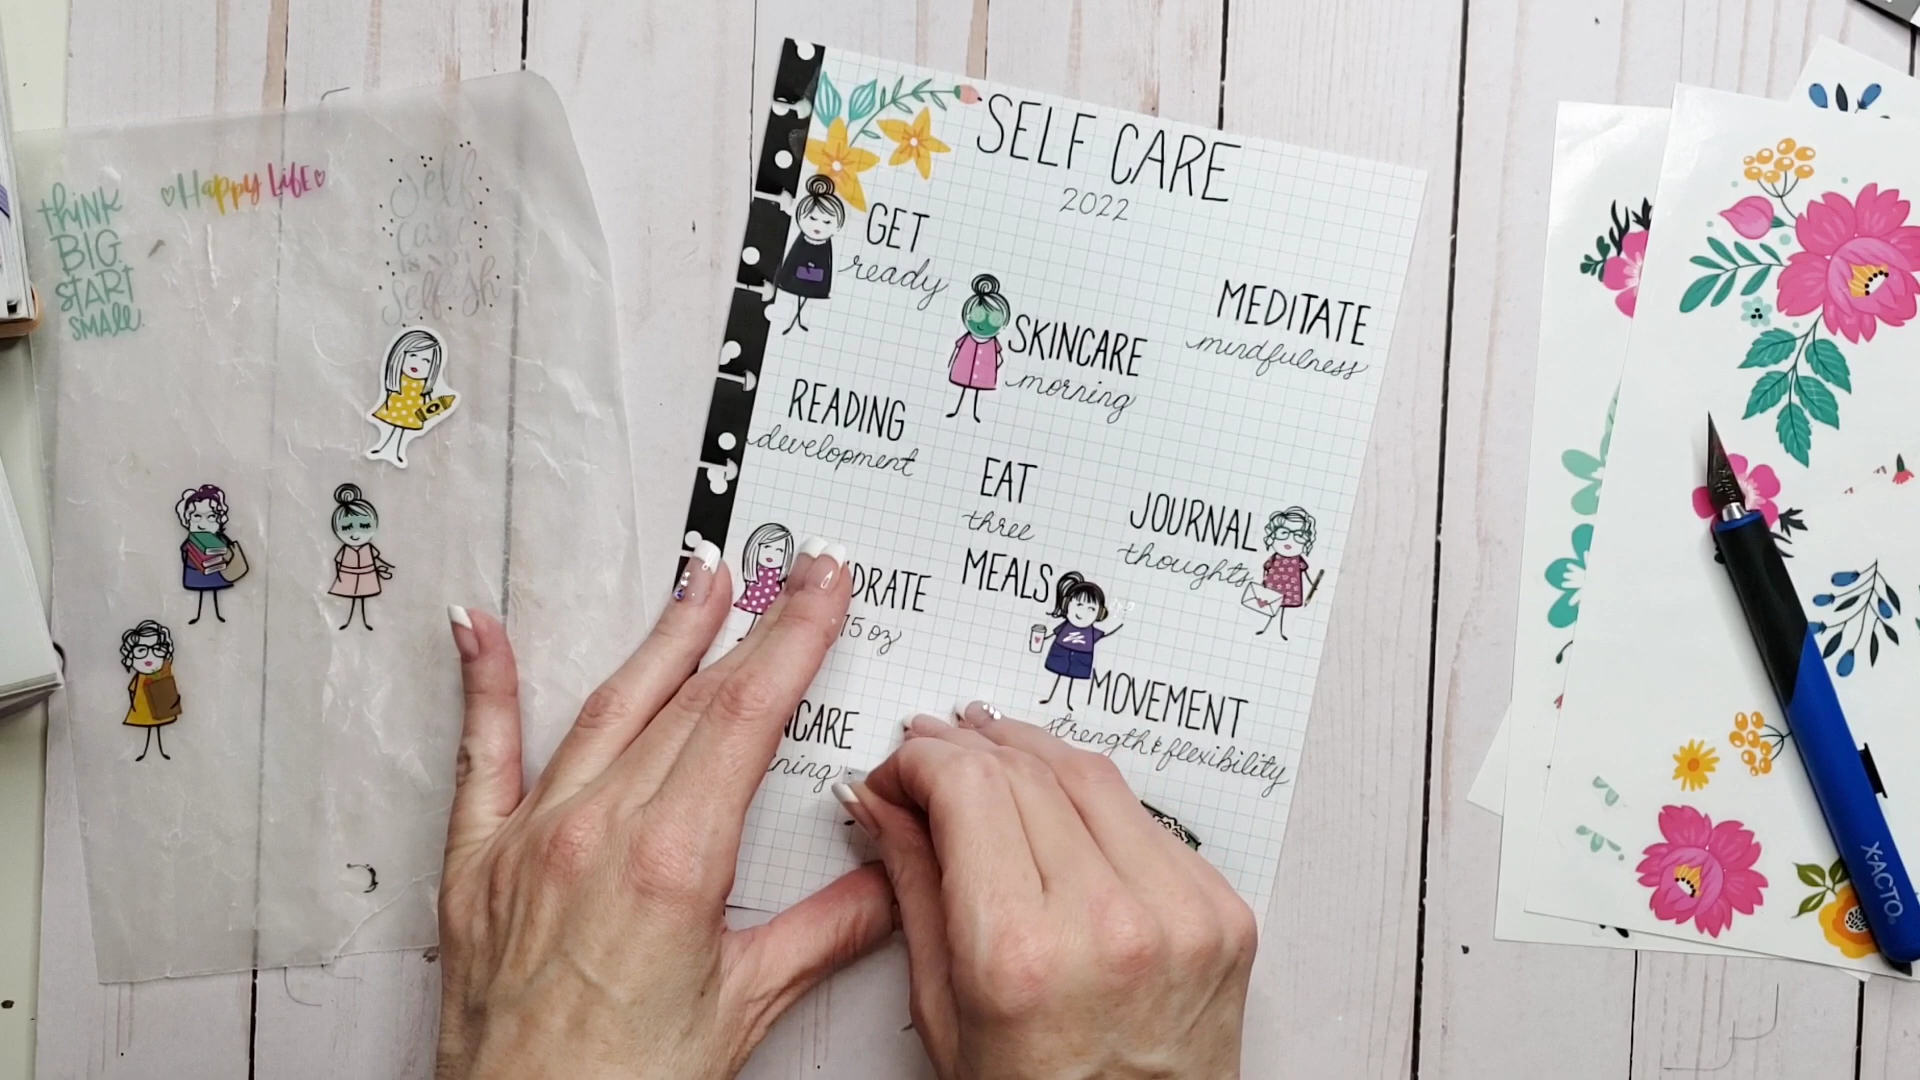 think
BIG
START
SMALL.
Happy Life
Self
care
is not
selfish
SELF CARE
2022
GET
ready
SKINCARE
morning
MEDITATE
mindfulness
READING
development
EAT
three
MEALS
JOURNAL
thoughts
DRATE
15 oz
MOVEMENT
strength & flexibility
NCARE
ning
X-ACTO